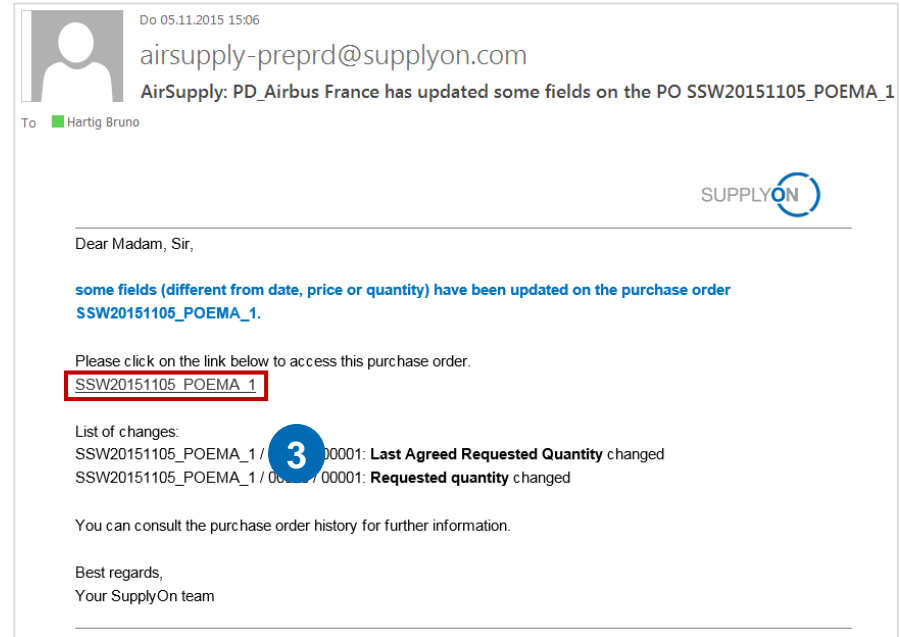 Do 05.11.2015 15:06
airsupply-preprd@supplyon.com
AirSupply: PD_Airbus France has updated some fields on the PO SSW20151105_POEMA_1
To Hartig Bruno
SUPPLYON
Dear Madam, Sir,
some fields (different from date, price or quantity) have been updated on the purchase order
SSW20151105_POEMA_1.
Please click on the link below to access this purchase order.
SSW20151105_POEMA_1
List of changes:
SSW20151105_POEMA_1 / 3 00001: Last Agreed Requested Quantity changed
SSW20151105_POEMA_1 / / 00001: Requested quantity changed
You can consult the purchase order history for further information.
Best regards,
Your SupplyOn team